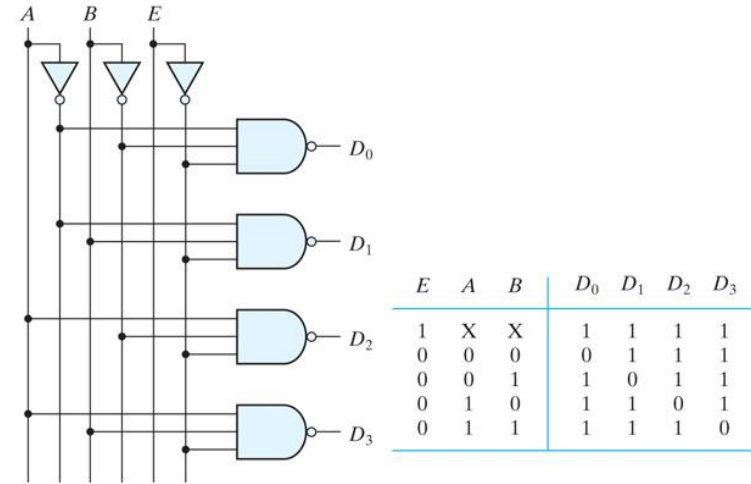 A B E
D0
D1
D2
D3
E A B D0 D1 D2 D3
1 X X 1 1 1 1
0 0 0 0 1 1 1
0 0 1 1 0 1 1
0 1 0 1 1 0 1
0 1 1 1 1 1 0